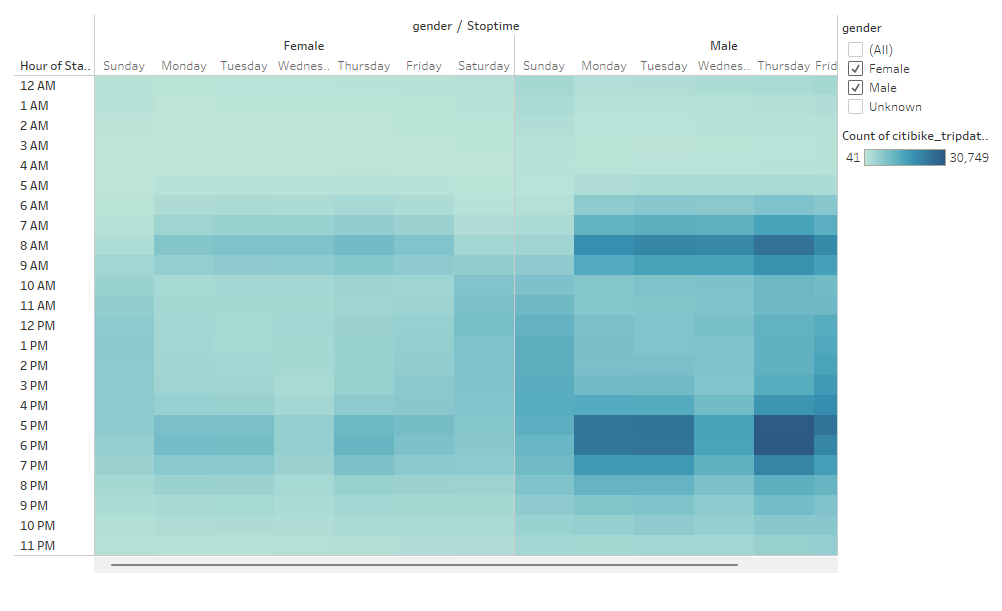 gender / Stoptime
Female Male
Hour of Sta.. Sunday Monday Tuesday Wednes.. Thursday Friday Saturday Sunday Monday Tuesday Wednes.. Thursday Frid
12 AM
1 AM
2 AM
3 AM
4 AM
5 AM
6 AM
7 AM
8 AM
9 AM
10 AM
11 AM
12 PM
1 PM
2 PM
3 PM
4 PM
5 PM
6 PM
7 PM
8 PM
9 PM
10 PM
11 PM
gender
(All)
Female
Male
Unknown
Count of citibike_tripdat..
41 30,749